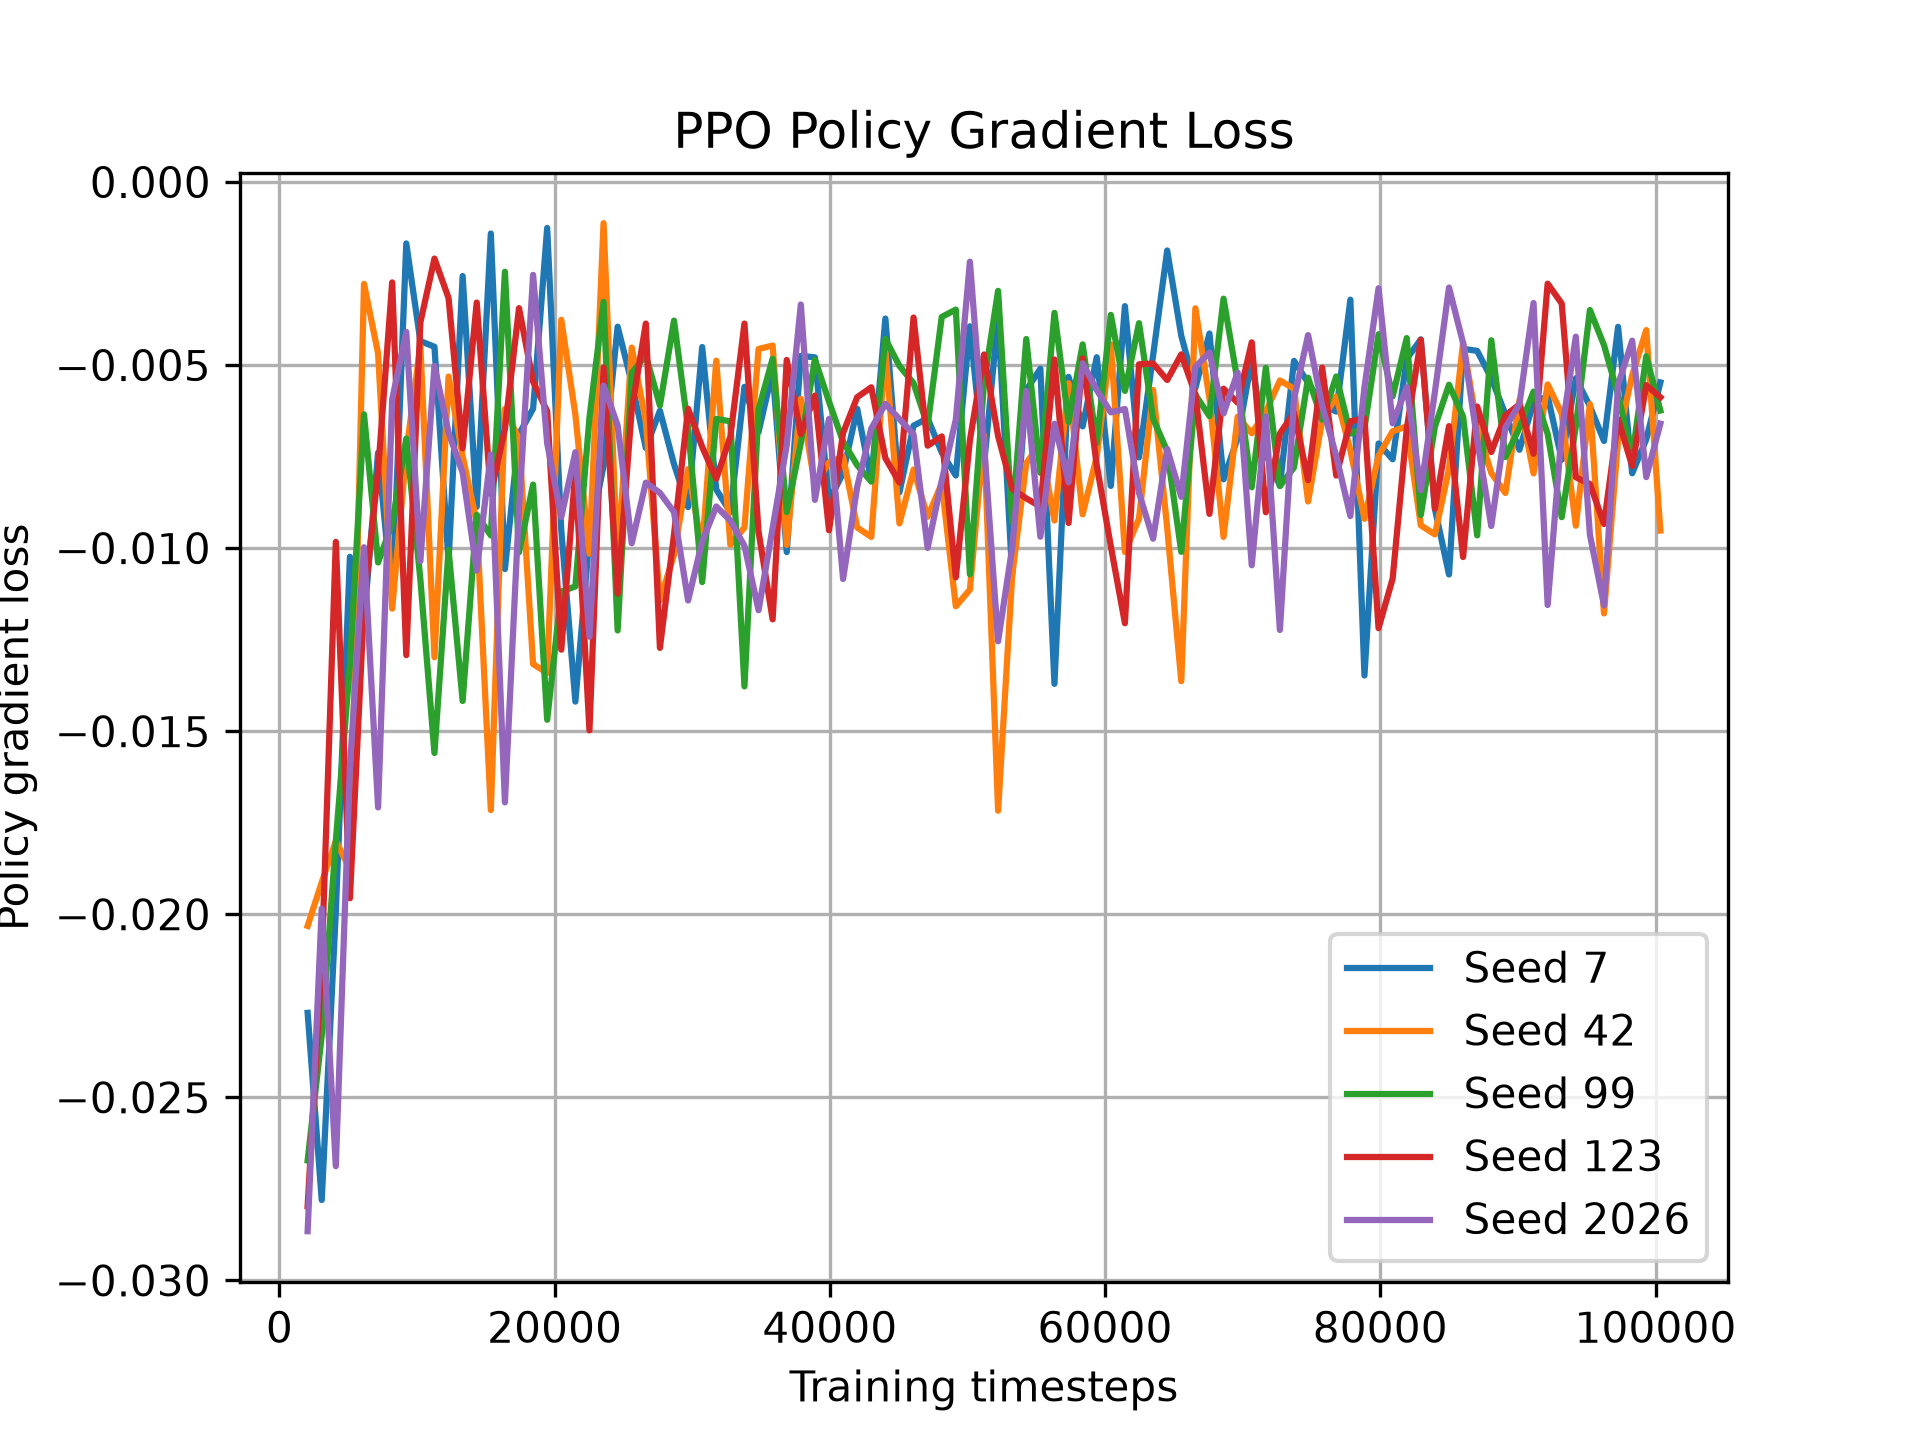 PPO Policy Gradient Loss
0.000
−0.005
−0.010
−0.015
−0.020
−0.025
−0.030
Policy gradient loss
0 20000 40000 60000 80000 100000
Training timesteps
Seed 7
Seed 42
Seed 99
Seed 123
Seed 2026